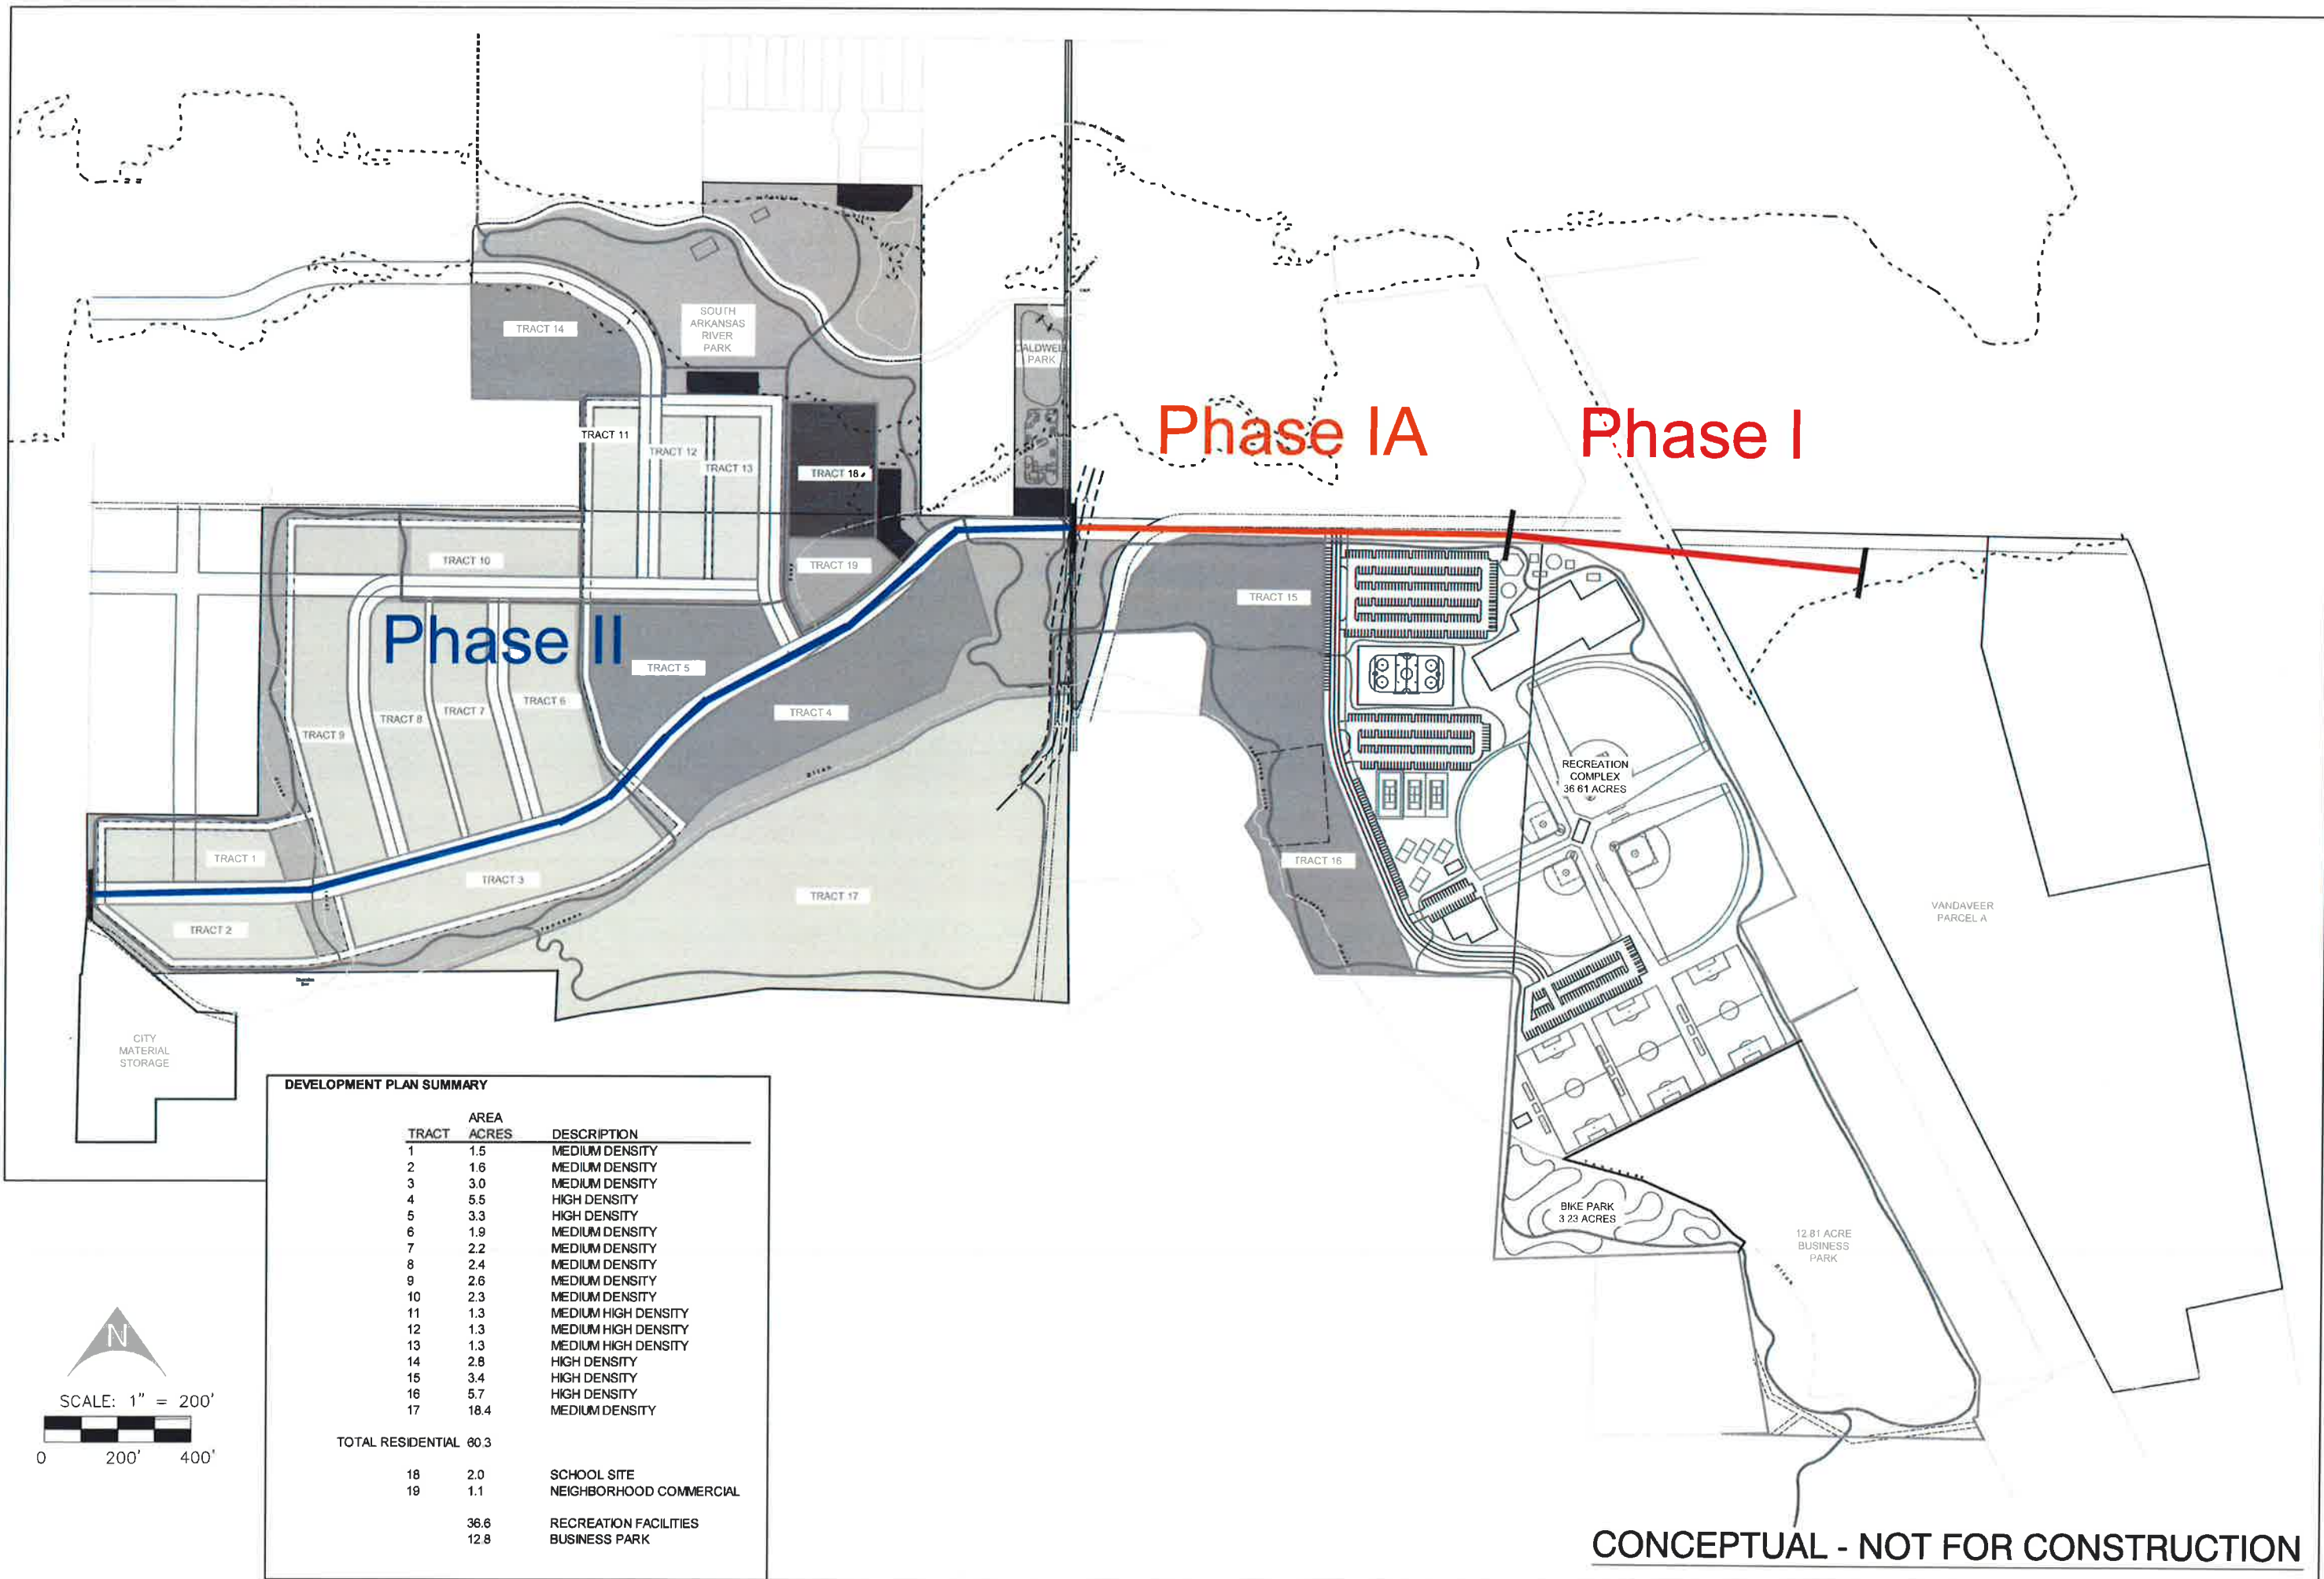 SOUTH
ARKANSAS
RIVER
PARK
TRACT 14
CALDWELL
PARK
Phase IA
Phase I
TRACT 11
TRACT 12
TRACT 13
TRACT 18
TRACT 10
TRACT 19
TRACT 15
Phase II
TRACT 5
TRACT 6
TRACT 7
TRACT 8
TRACT 4
TRACT 9
RECREATION
COMPLEX
36.61 ACRES
TRACT 1
TRACT 16
TRACT 3
TRACT 17
TRACT 2
VANDAVEER
PARCEL A
CITY
MATERIAL
STORAGE
BIKE PARK
3.23 ACRES
12.81 ACRE
BUSINESS
PARK
DEVELOPMENT PLAN SUMMARY
AREA
TRACT ACRES DESCRIPTION
1 1.5 MEDIUM DENSITY
2 1.6 MEDIUM DENSITY
3 3.0 MEDIUM DENSITY
4 5.5 HIGH DENSITY
5 3.3 HIGH DENSITY
6 1.9 MEDIUM DENSITY
7 2.2 MEDIUM DENSITY
8 2.4 MEDIUM DENSITY
9 2.6 MEDIUM DENSITY
10 2.3 MEDIUM DENSITY
11 1.3 MEDIUM HIGH DENSITY
12 1.3 MEDIUM HIGH DENSITY
13 1.3 MEDIUM HIGH DENSITY
14 2.8 HIGH DENSITY
15 3.4 HIGH DENSITY
16 5.7 HIGH DENSITY
17 18.4 MEDIUM DENSITY
TOTAL RESIDENTIAL 60.3
18 2.0 SCHOOL SITE
19 1.1 NEIGHBORHOOD COMMERCIAL
36.6 RECREATION FACILITIES
12.8 BUSINESS PARK
N
SCALE: 1" = 200'
0 200' 400'
CONCEPTUAL - NOT FOR CONSTRUCTION